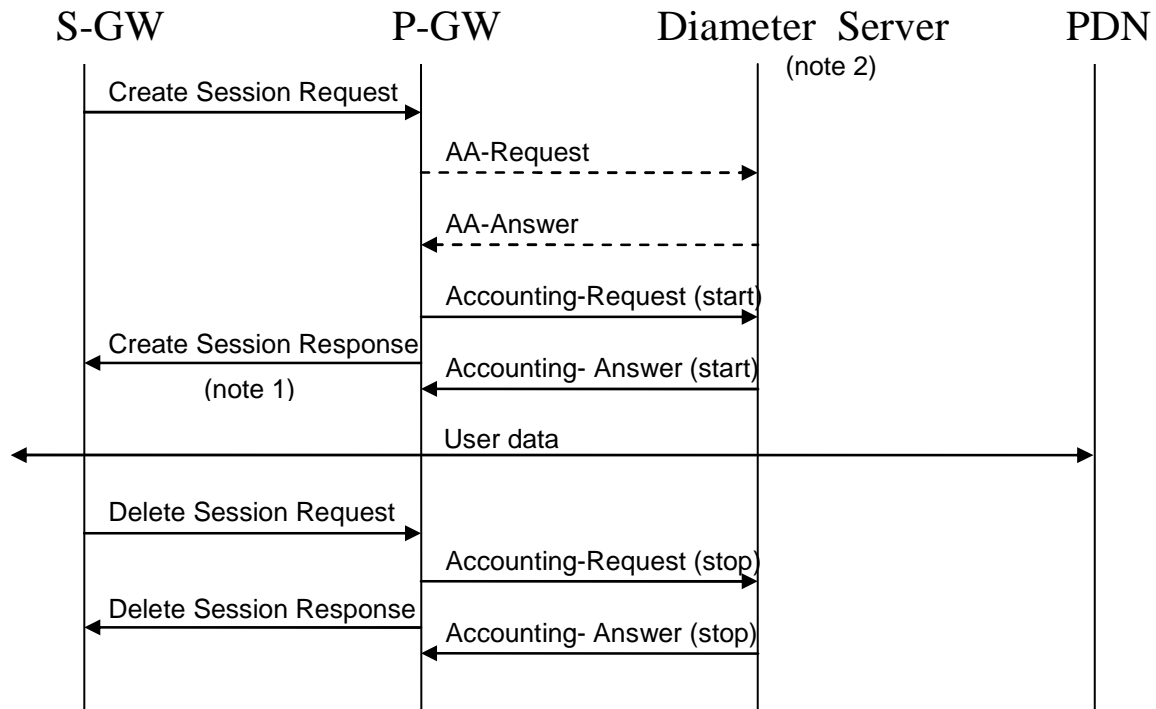 S-GW P-GW Diameter Server PDN
(note 2)
Create Session Request
AA-Request
AA-Answer
Accounting-Request (start)
Create Session Response
Accounting- Answer (start)
(note 1)
User data
Delete Session Request
Accounting-Request (stop)
Delete Session Response
Accounting- Answer (stop)